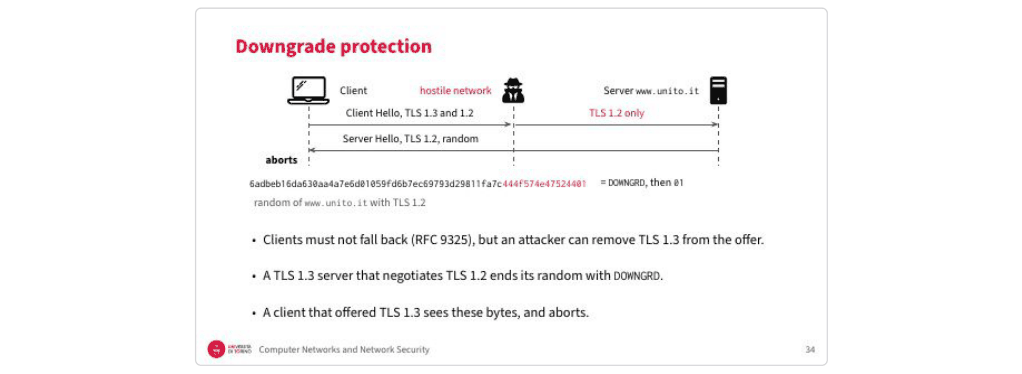 Downgrade protection
Client
hostile network
Server www.unito.it
Client Hello, TLS 1.3 and 1.2
TLS 1.2 only
Server Hello, TLS 1.2, random
aborts
6adbeb16da630aa4a7e6d01059fd6b7ec69793d29811fa7c444f574e47524401 = DOWNGRD, then 01
random of www.unito.it with TLS 1.2
• Clients must not fall back (RFC 9325), but an attacker can remove TLS 1.3 from the offer.
• A TLS 1.3 server that negotiates TLS 1.2 ends its random with DOWNGRD.
• A client that offered TLS 1.3 sees these bytes, and aborts.
UNIVERSITÀ
DI TORINO
Computer Networks and Network Security
34